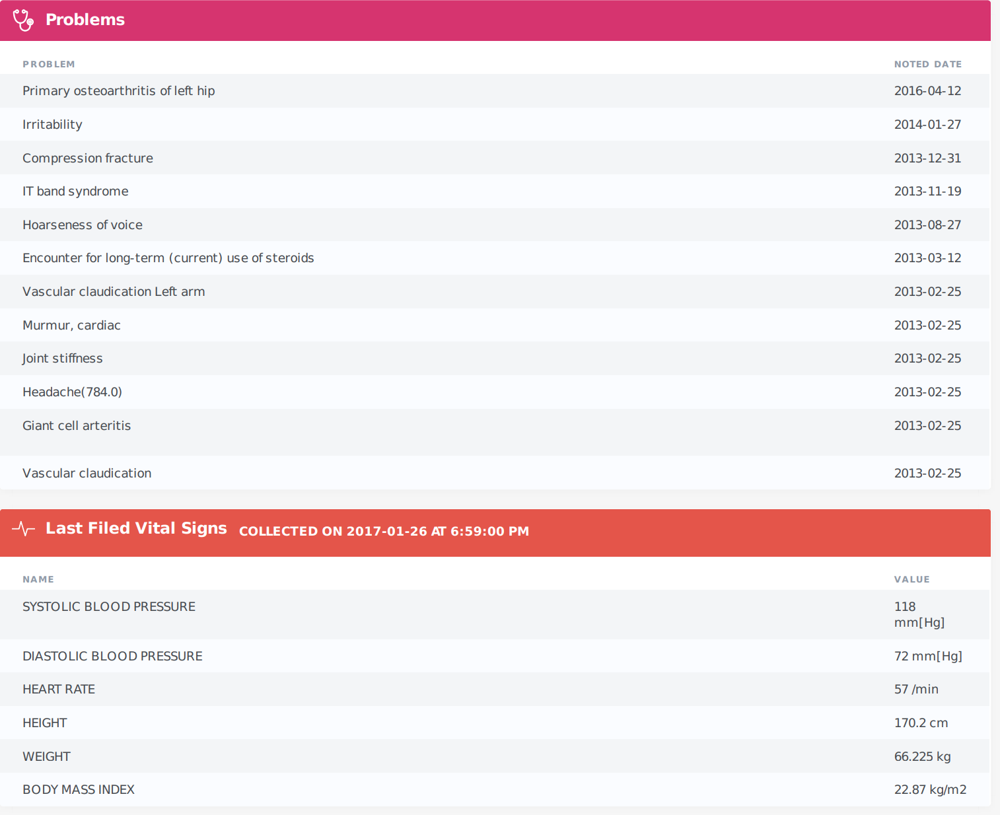 Problems
PROBLEM NOTED DATE
Primary osteoarthritis of left hip 2016-04-12
Irritability 2014-01-27
Compression fracture 2013-12-31
IT band syndrome 2013-11-19
Hoarseness of voice 2013-08-27
Encounter for long-term (current) use of steroids 2013-03-12
Vascular claudication Left arm 2013-02-25
Murmur, cardiac 2013-02-25
Joint stiffness 2013-02-25
Headache(784.0) 2013-02-25
Giant cell arteritis 2013-02-25
Vascular claudication 2013-02-25
Last Filed Vital Signs COLLECTED ON 2017-01-26 AT 6:59:00 PM
NAME VALUE
SYSTOLIC BLOOD PRESSURE 118
mm[Hg]
DIASTOLIC BLOOD PRESSURE 72 mm[Hg]
HEART RATE 57 /min
HEIGHT 170.2 cm
WEIGHT 66.225 kg
BODY MASS INDEX 22.87 kg/m2